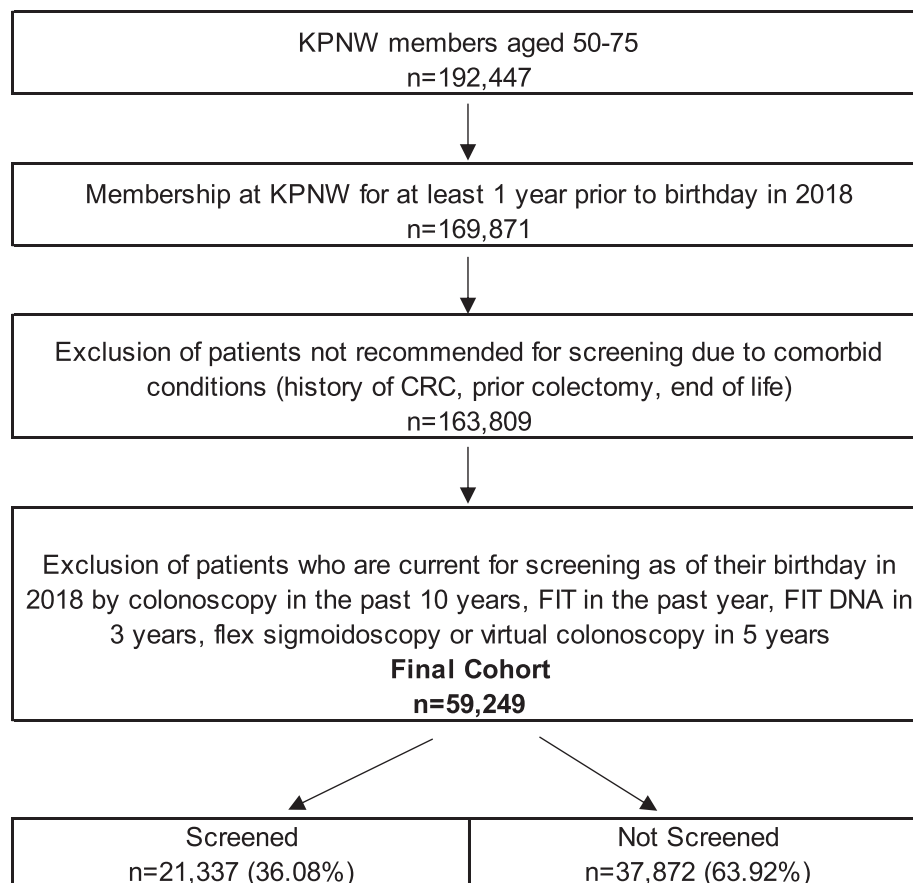 KPNW members aged 50-75
n=192,447
Membership at KPNW for at least 1 year prior to birthday in 2018
n=169,871
Exclusion of patients not recommended for screening due to comorbid
conditions (history of CRC, prior colectomy, end of life)
n=163,809
Exclusion of patients who are current for screening as of their birthday in
2018 by colonoscopy in the past 10 years, FIT in the past year, FIT DNA in
3 years, flex sigmoidoscopy or virtual colonoscopy in 5 years
Final Cohort
n=59,249
Screened
n=21,337 (36.08%)
Not Screened
n=37,872 (63.92%)